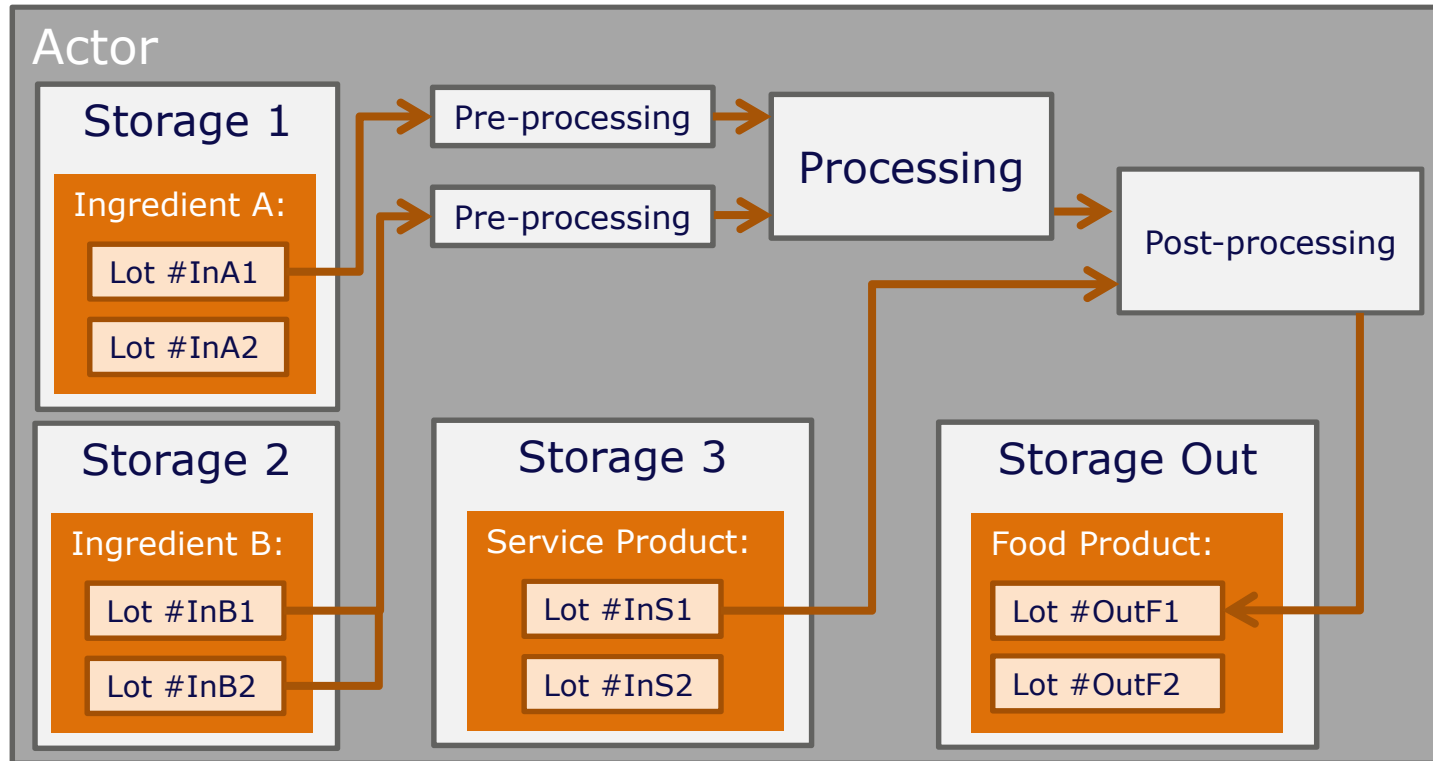 Actor
Storage 1
Ingredient A:
Lot #InA1
Lot #InA2
Pre-processing
Pre-processing
Processing
Post-processing
Storage 2
Ingredient B:
Lot #InB1
Lot #InB2
Storage 3
Service Product:
Lot #InS1
Lot #InS2
Storage Out
Food Product:
Lot #OutF1
Lot #OutF2